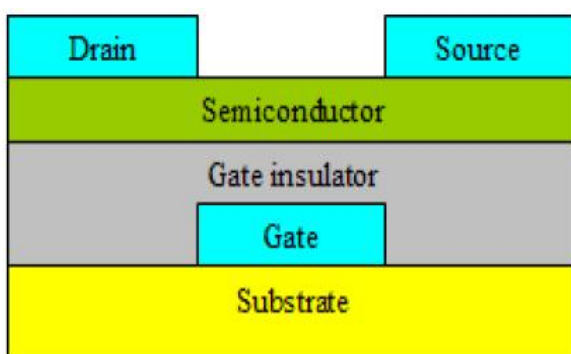 Drain
Source
Semiconductor
Gate insulator
Gate
Substrate